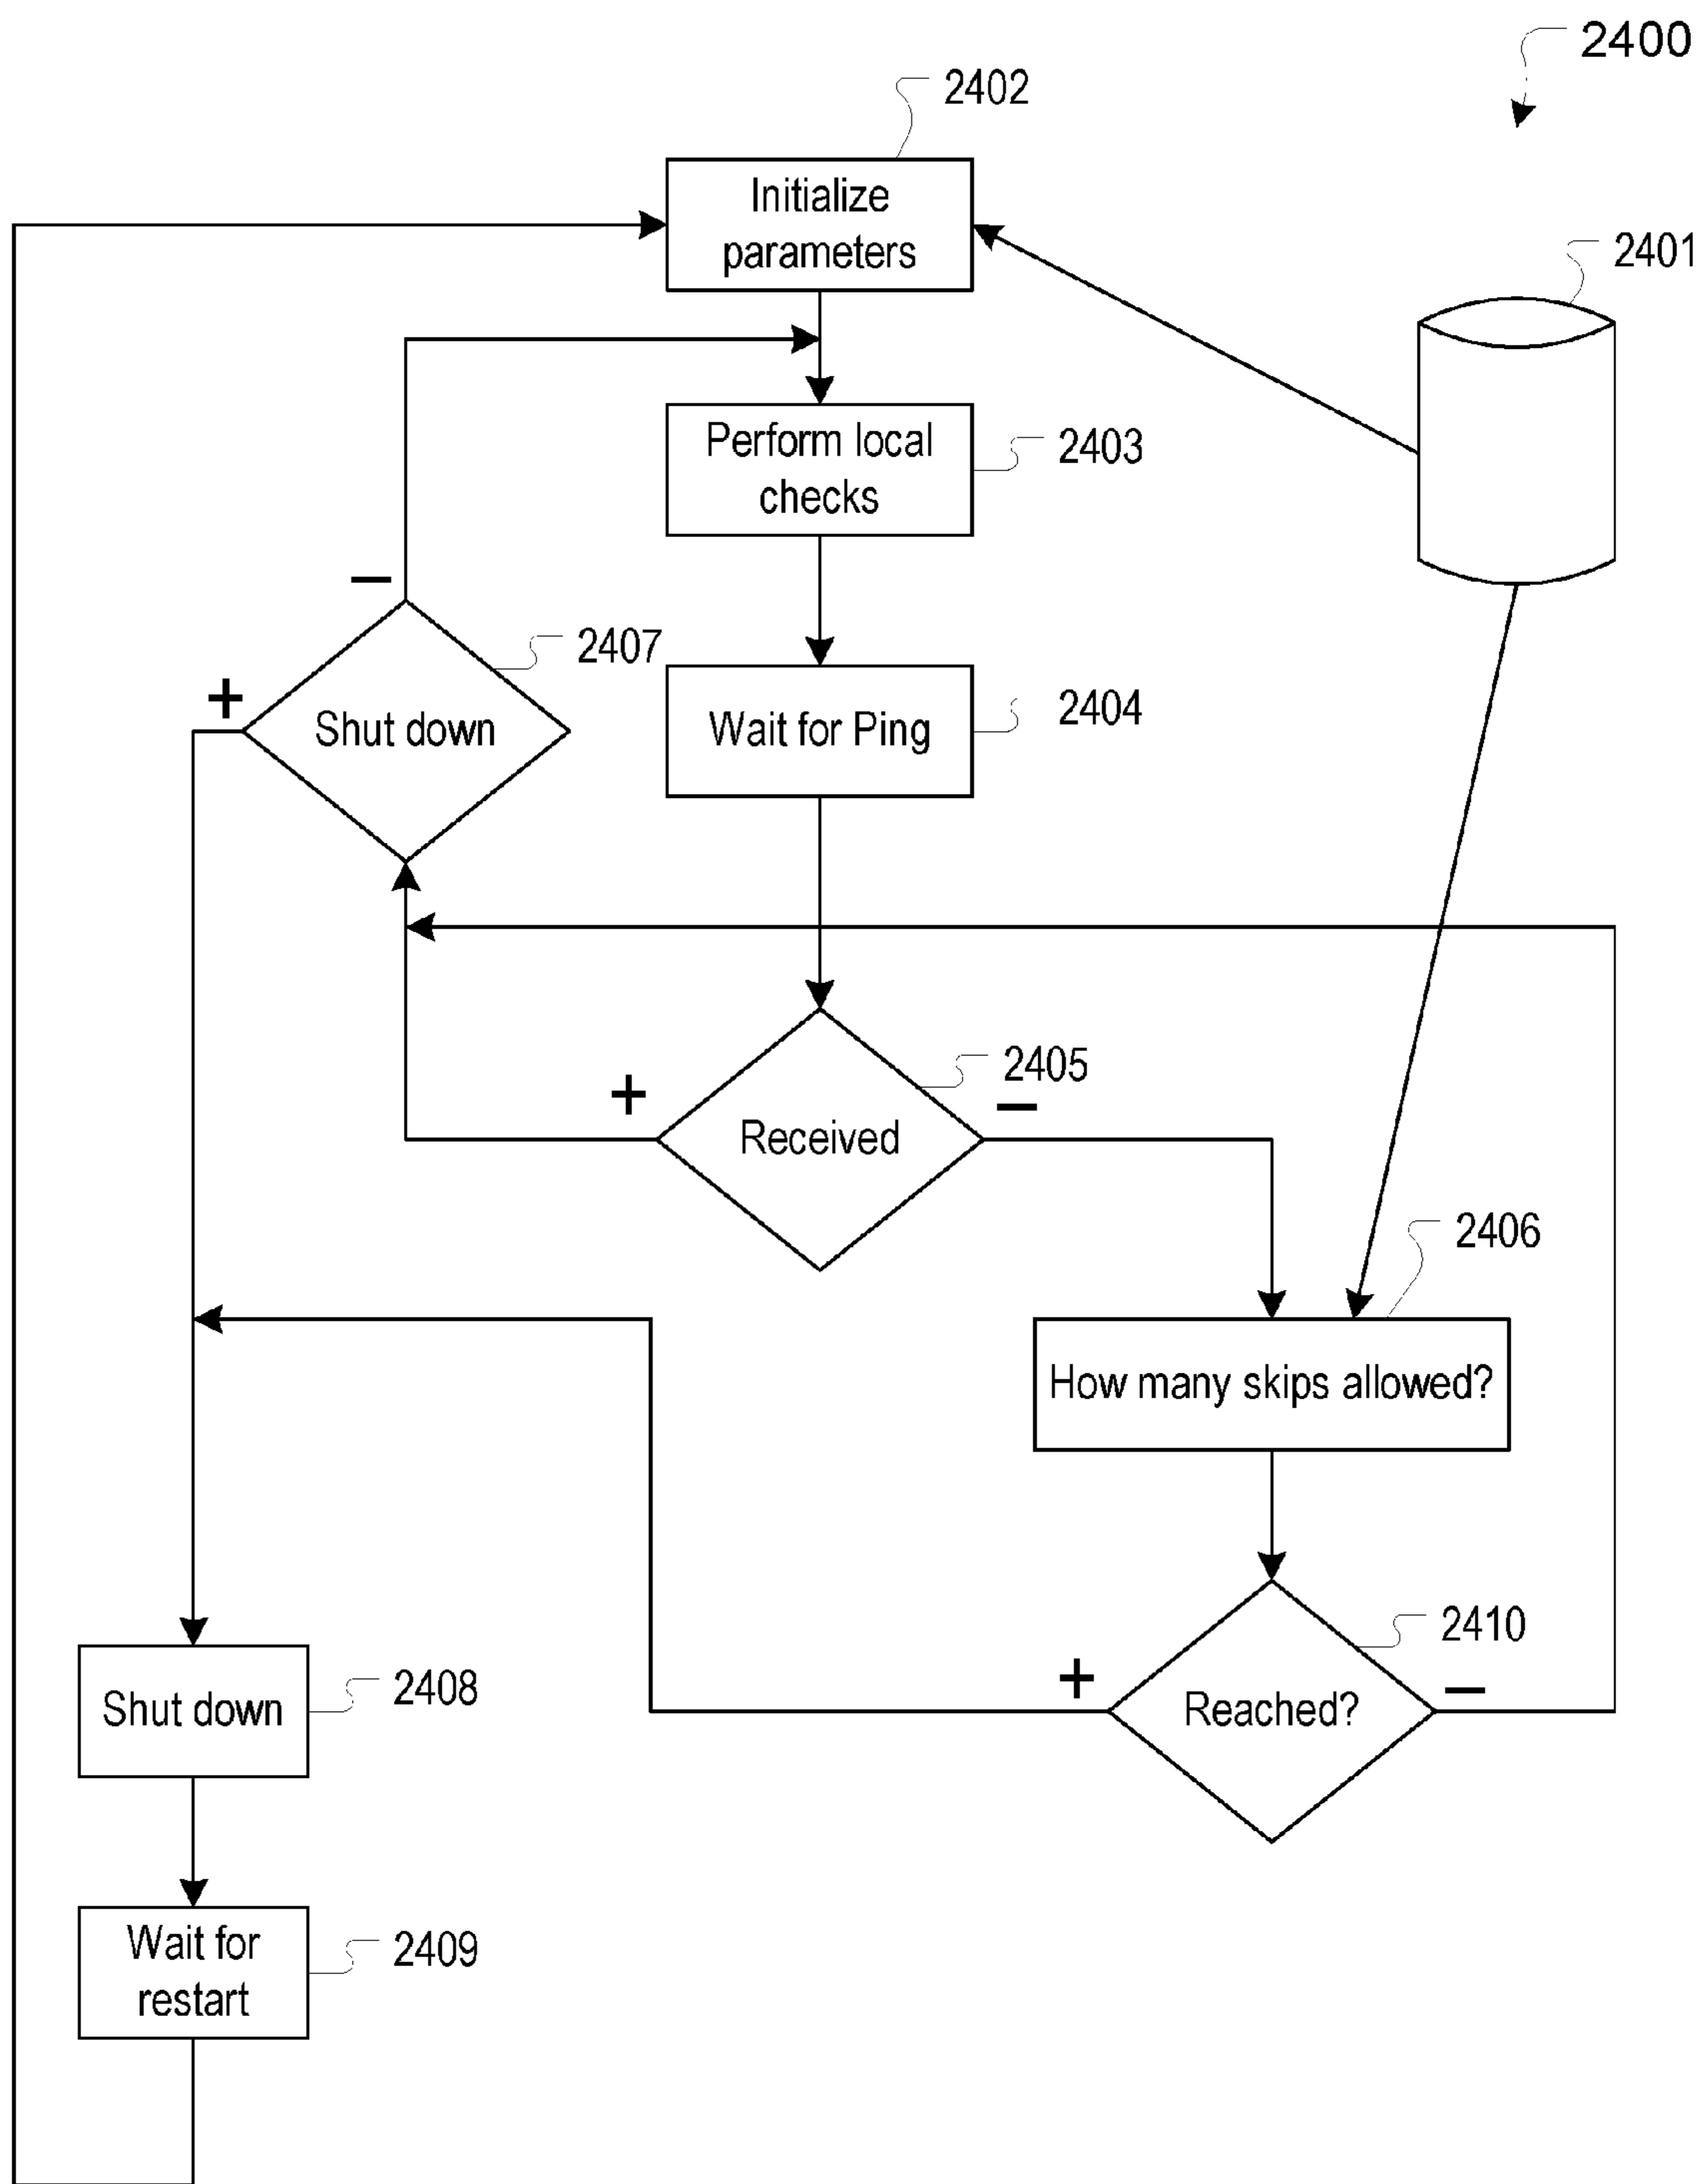 2400
2402
Initialize
parameters
2401
Perform local
checks
2403
−
2407
+
Shut down
Wait for Ping
2404
2405
+
−
Received
2406
How many skips allowed?
2410
+
−
Reached?
Shut down
2408
Wait for
restart
2409